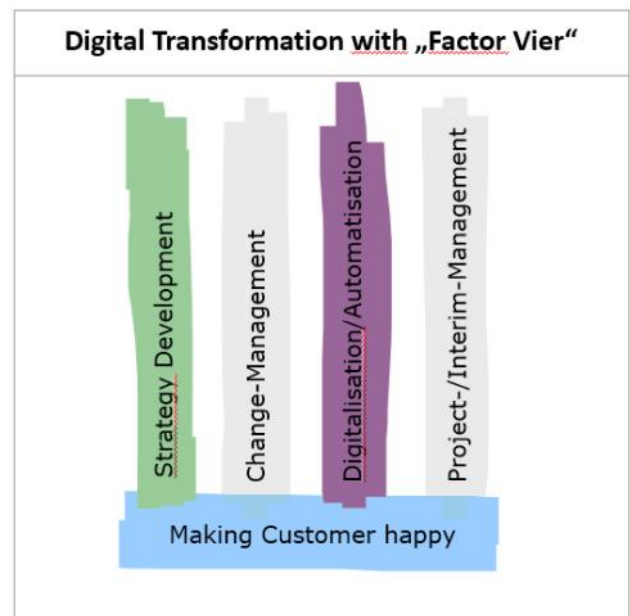 Digital Transformation with „Factor Vier“
Strategy Development
Change-Management
Digitalisation/Automatisation
Project-/Interim-Management
Making Customer happy